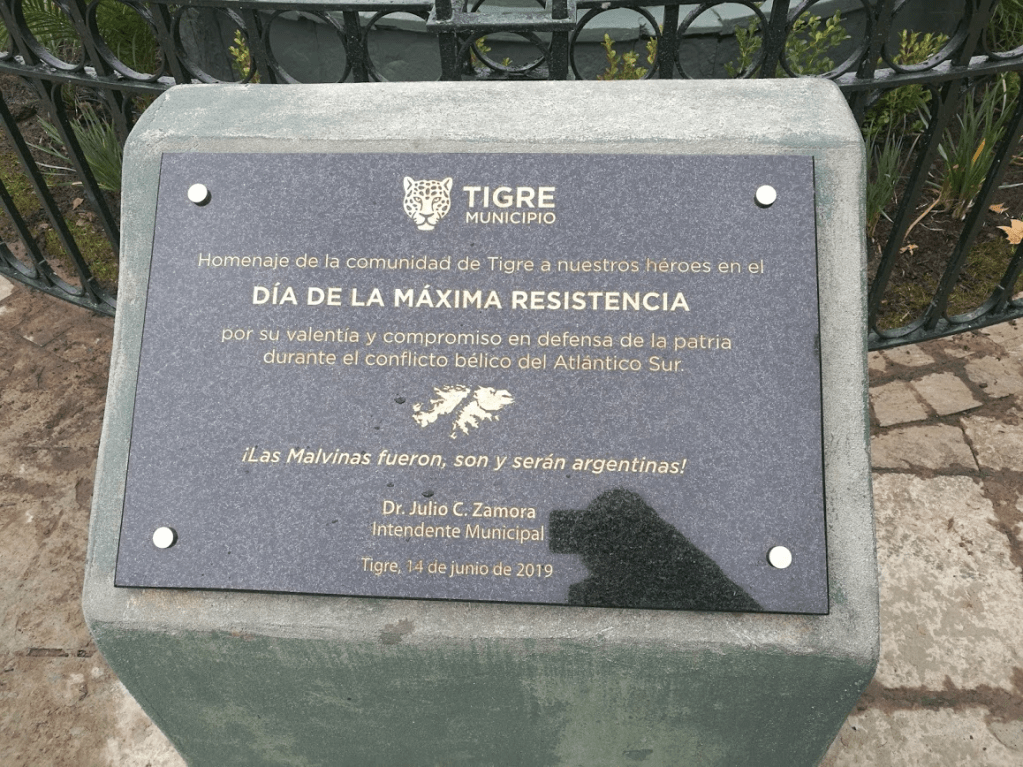 TIGRE
MUNICIPIO
Homenaje de la comunidad de Tigre a nuestros héroes en el
DÍA DE LA MÁXIMA RESISTENCIA
por su valentía y compromiso en defensa de la patria
durante el conflicto bélico del Atlántico Sur.
¡Las Malvinas fueron, son y serán argentinas!
Dr. Julio C. Zamora
Intendente Municipal
Tigre, 14 de junio de 2019